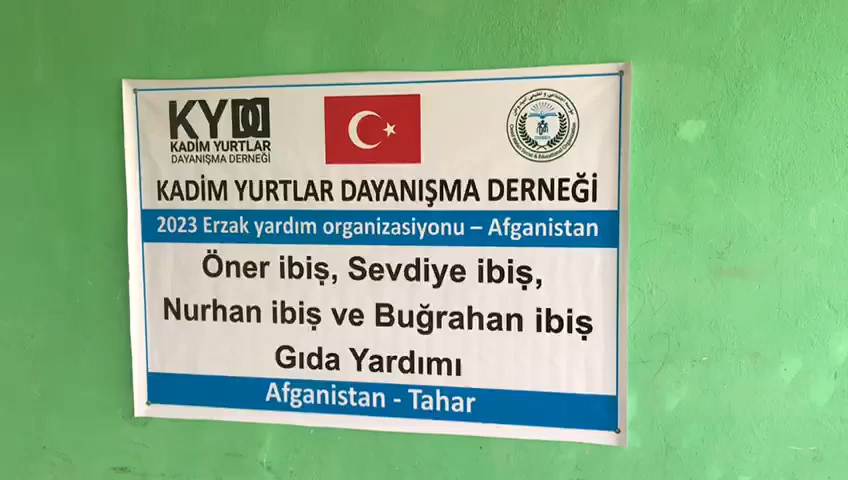 KYDD
KADİM YURTLAR
DAYANIŞMA DERNEĞİ
KADİM YURTLAR DAYANIŞMA DERNEĞİ
2023 Erzak yardım organizasyonu – Afganistan
Öner ibiş, Sevdiye ibiş,
Nurhan ibiş ve Buğrahan ibiş
Gıda Yardımı
Afganistan - Tahar